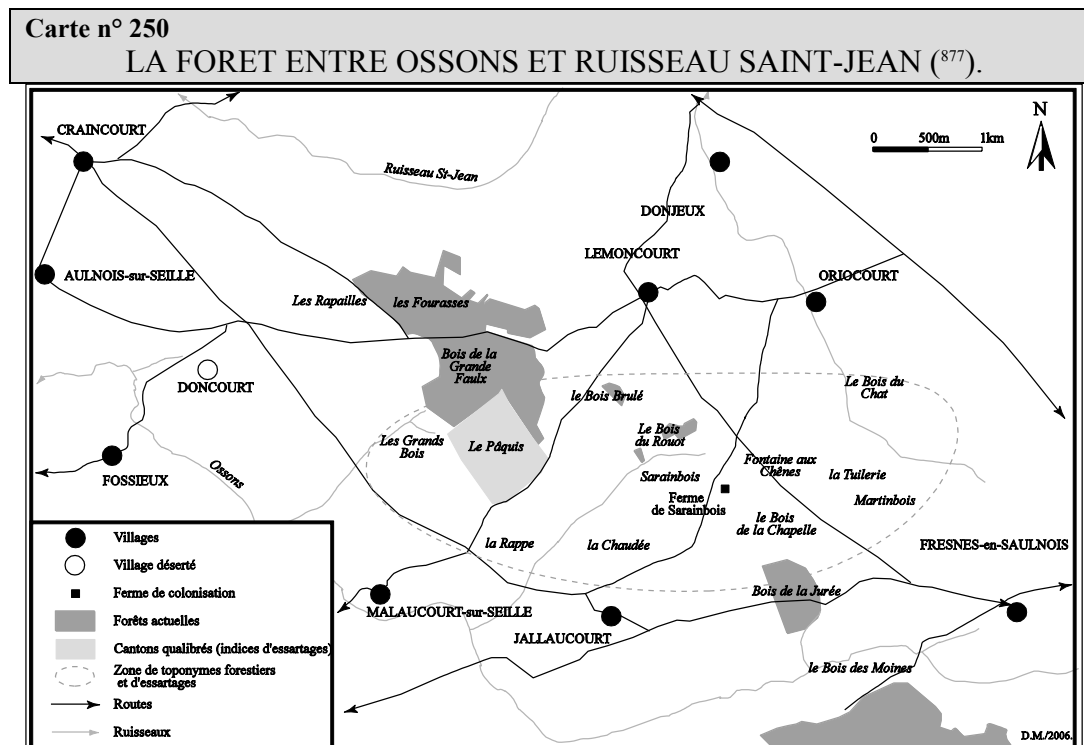 Carte n° 250
LA FORET ENTRE OSSONS ET RUISSEAU SAINT-JEAN (877).
CRAINCOURT
N
0 500m 1km
Ruisseau St-Jean
DONJEUX
LEMONCOURT
AULNOIS-sur-SEILLE
ORIOCOURT
Les Rapailles
les Fourasses
Bois de la
Grande
Faulx
DONCOURT
le Bois Brulé
Le Bois du
Chat
Les Grands
Bois
Le Pâquis
Le Bois
du Rouot
FOSSIEUX
Ossons
Sarainbois
Fontaine aux
Chênes
la Tuilerie
Ferme
de Sarainbois
Martinbois
le Bois
de la Chapelle
la Rappe
la Chaudée
FRESNES-en-SAULNOIS
Bois de la Jurée
MALAUCOURT-sur-SEILLE
JALLAUCOURT
le Bois des Moines
Villages
Village déserté
Ferme de colonisation
Forêts actuelles
Cantons qualibrés (indices d'essartages)
Zone de toponymes forestiers
et d'essartages
Routes
Ruisseaux
D.M./2006.